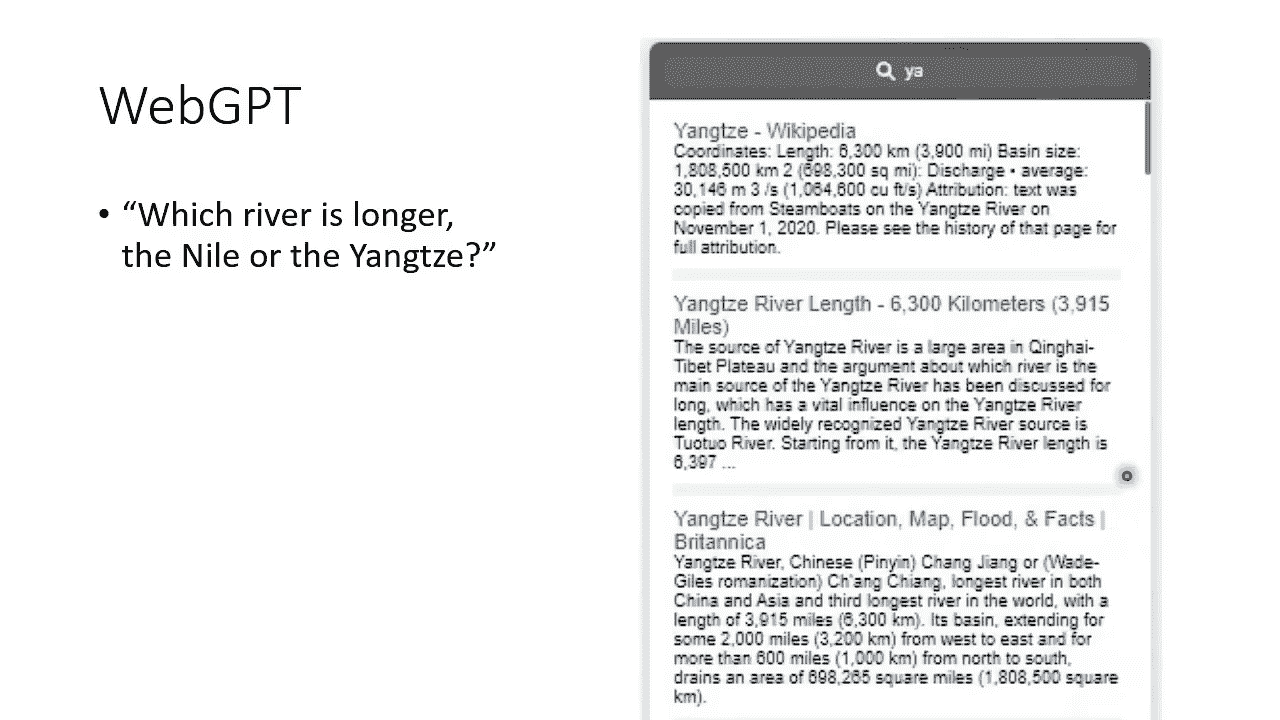 WebGPT
• “Which river is longer,
the Nile or the Yangtze?”
ya
Yangtze - Wikipedia
Coordinates: Length: 6,300 km (3,900 mi) Basin size:
1,808,500 km 2 (698,300 sq mi): Discharge • average:
30,146 m 3 /s (1,064,600 cu ft/s) Attribution: text was
copied from Steamboats on the Yangtze River on
November 1, 2020. Please see the history of that page for
full attribution.
Yangtze River Length - 6,300 Kilometers (3,915
Miles)
The source of Yangtze River is a large area in Qinghai-
Tibet Plateau and the argument about which river is the
main source of the Yangtze River has been discussed for
long, which has a vital influence on the Yangtze River
length. The widely recognized Yangtze River source is
Tuotuo River. Starting from it, the Yangtze River length is
6,397 ...
Yangtze River | Location, Map, Flood, & Facts |
Britannica
Yangtze River, Chinese (Pinyin) Chang Jiang or (Wade-
Giles romanization) Ch'ang Chiang, longest river in both
China and Asia and third longest river in the world, with a
length of 3,915 miles (6,300 km). Its basin, extending for
some 2,000 miles (3,200 km) from west to east and for
more than 600 miles (1,000 km) from north to south,
drains an area of 698,265 square miles (1,808,500 square
km).